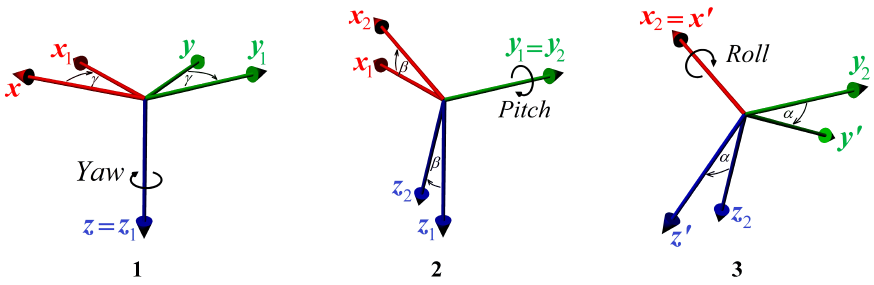 x
x₁
y
y₁
γ
γ
Yaw
z=z₁
1
x₂
x₁
β
y₁=y₂
Pitch
β
z₂
z₁
2
x₂=x′
Roll
y₂
α
y′
α
z′
z₂
3